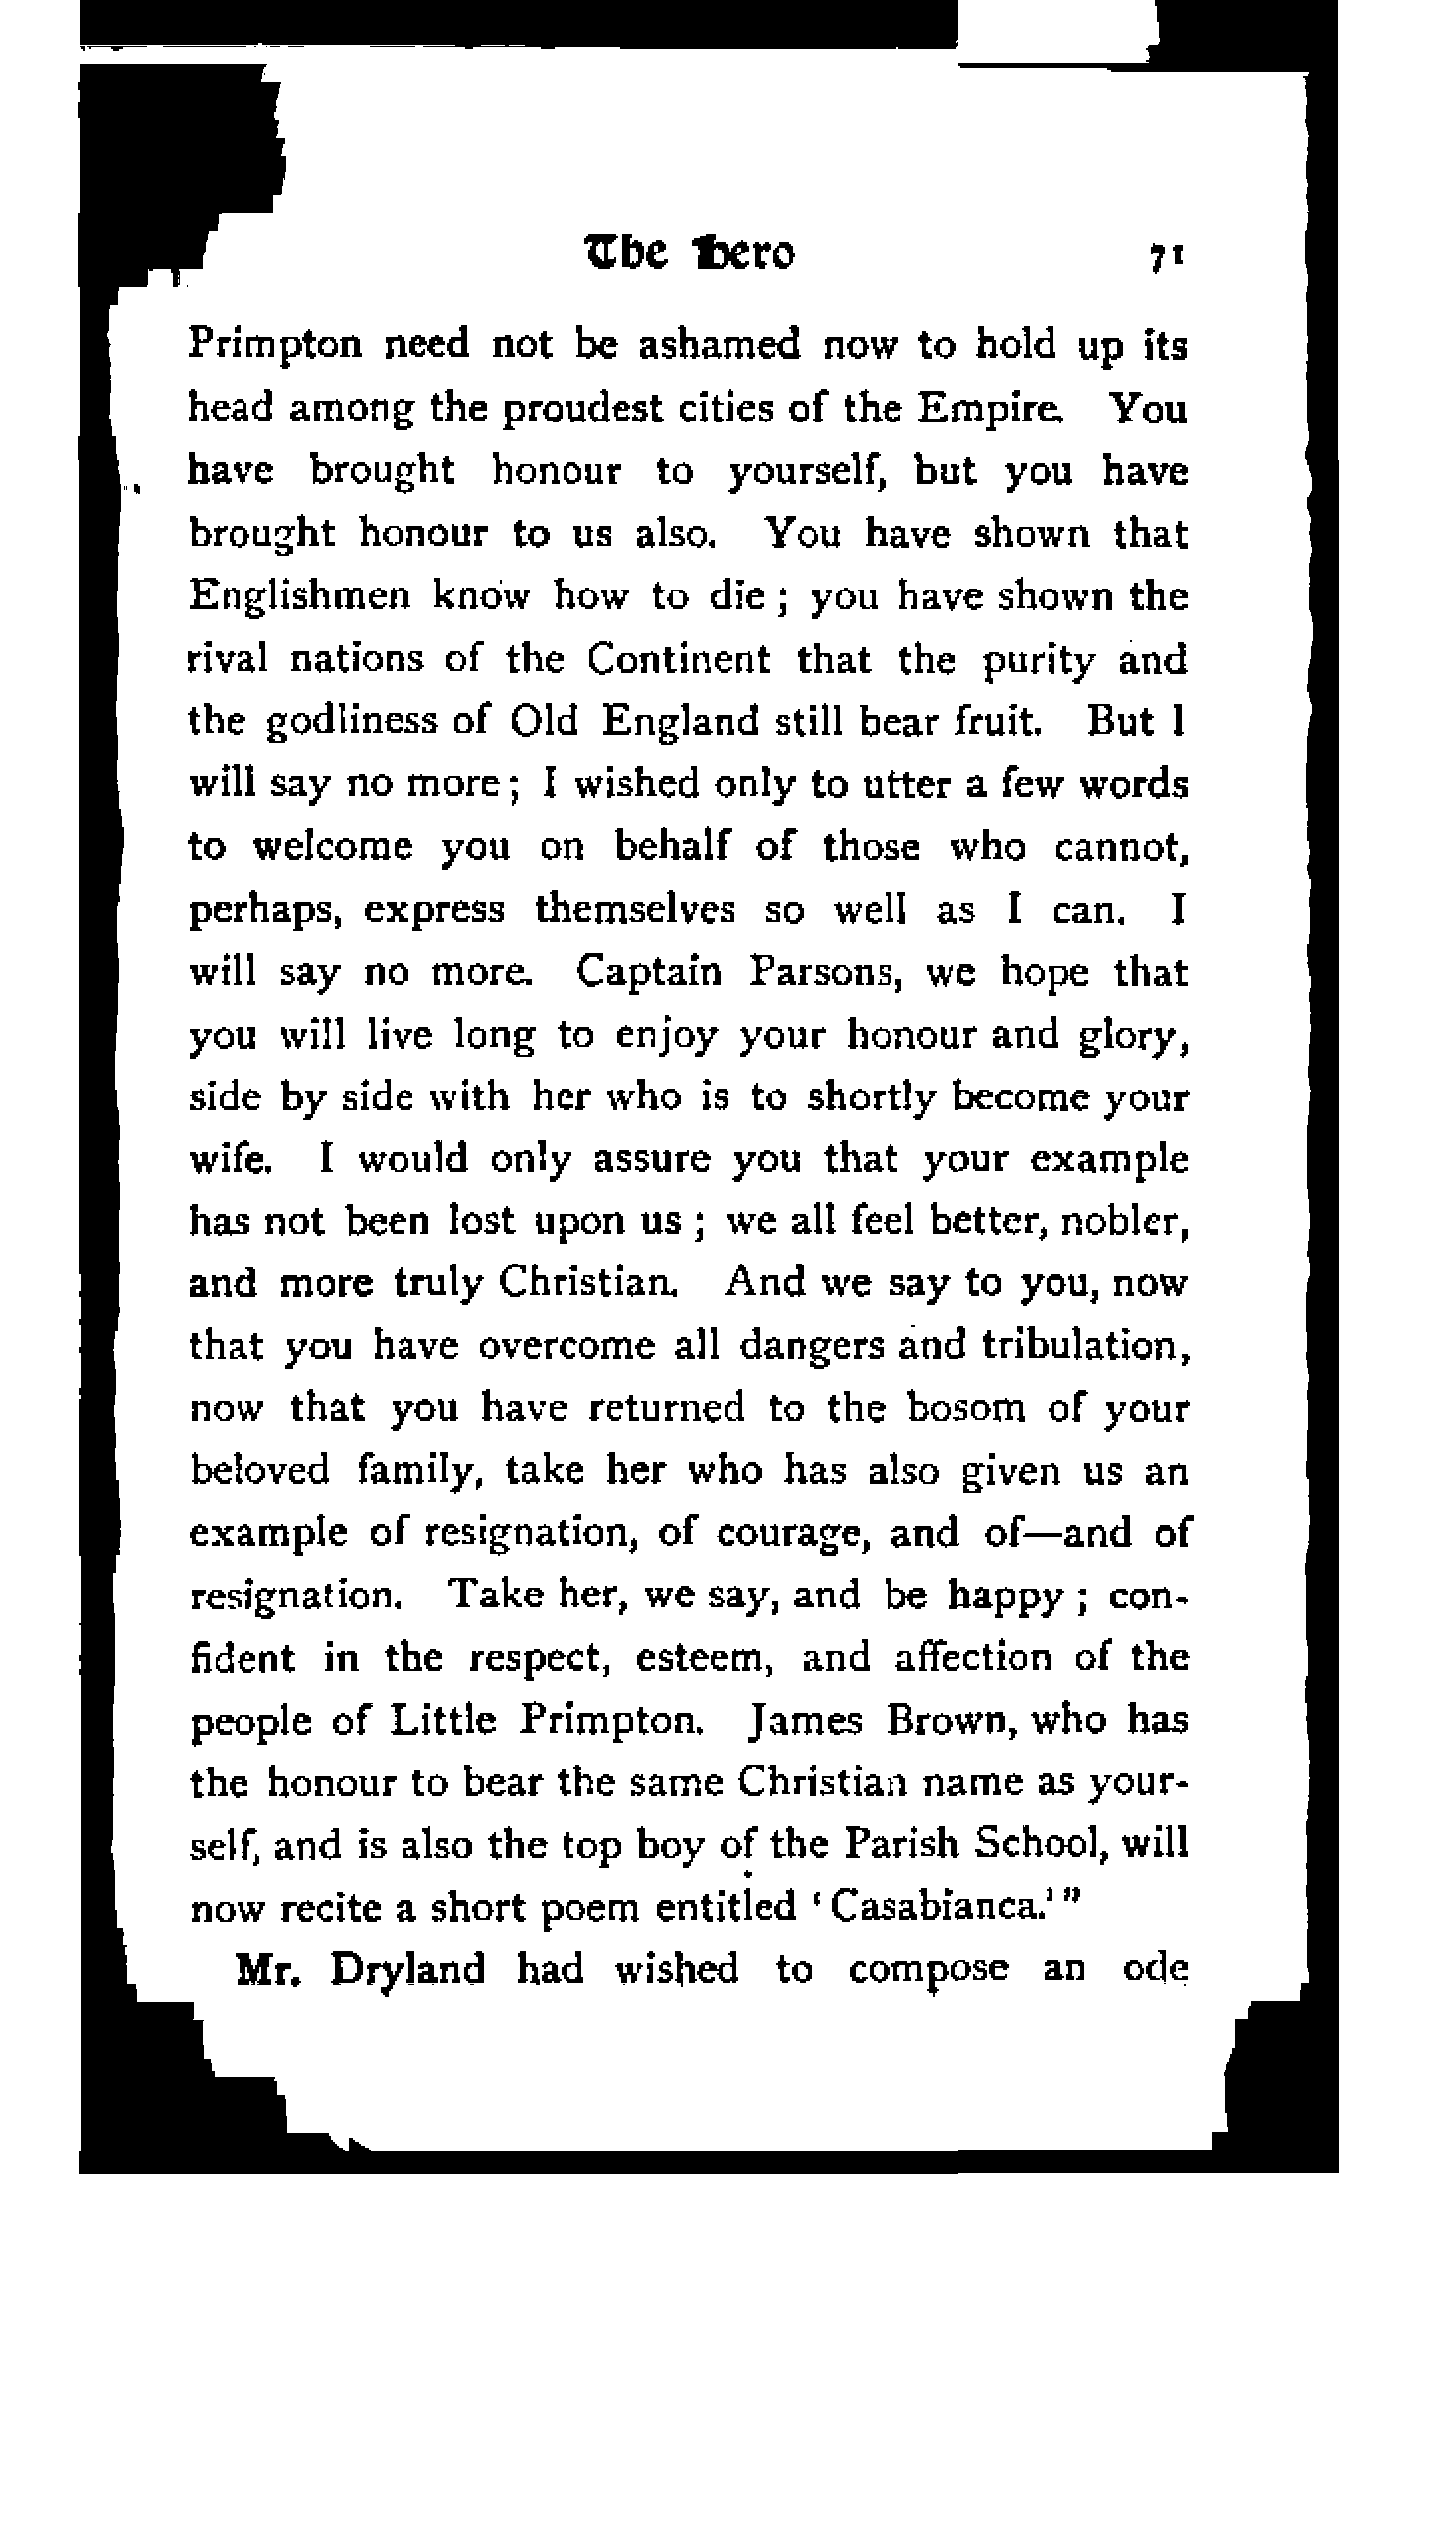 The Hero 71
Primpton need not be ashamed now to hold up its
head among the proudest cities of the Empire. You
have brought honour to yourself, but you have
brought honour to us also. You have shown that
Englishmen know how to die; you have shown the
rival nations of the Continent that the purity and
the godliness of Old England still bear fruit. But I
will say no more; I wished only to utter a few words
to welcome you on behalf of those who cannot,
perhaps, express themselves so well as I can. I
will say no more. Captain Parsons, we hope that
you will live long to enjoy your honour and glory,
side by side with her who is to shortly become your
wife. I would only assure you that your example
has not been lost upon us; we all feel better, nobler,
and more truly Christian. And we say to you, now
that you have overcome all dangers and tribulation,
now that you have returned to the bosom of your
beloved family, take her who has also given us an
example of resignation, of courage, and of—and of
resignation. Take her, we say, and be happy; con-
fident in the respect, esteem, and affection of the
people of Little Primpton. James Brown, who has
the honour to bear the same Christian name as your-
self, and is also the top boy of the Parish School, will
now recite a short poem entitled 'Casabianca.'"
Mr. Dryland had wished to compose an ode